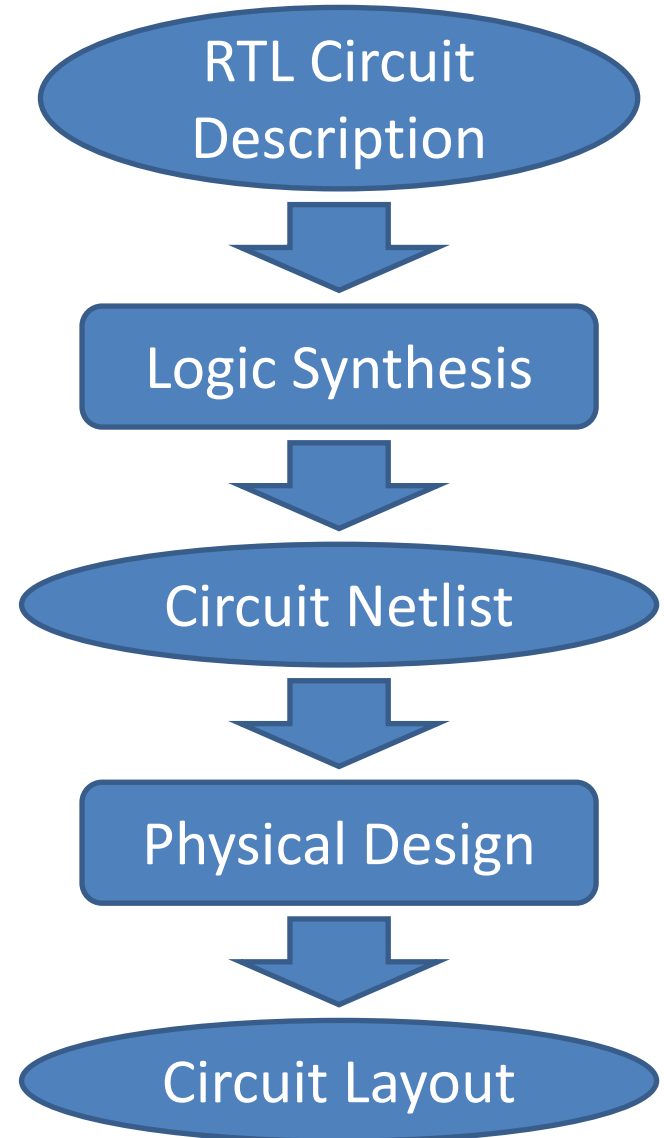 RTL Circuit
Description
Logic Synthesis
Circuit Netlist
Physical Design
Circuit Layout